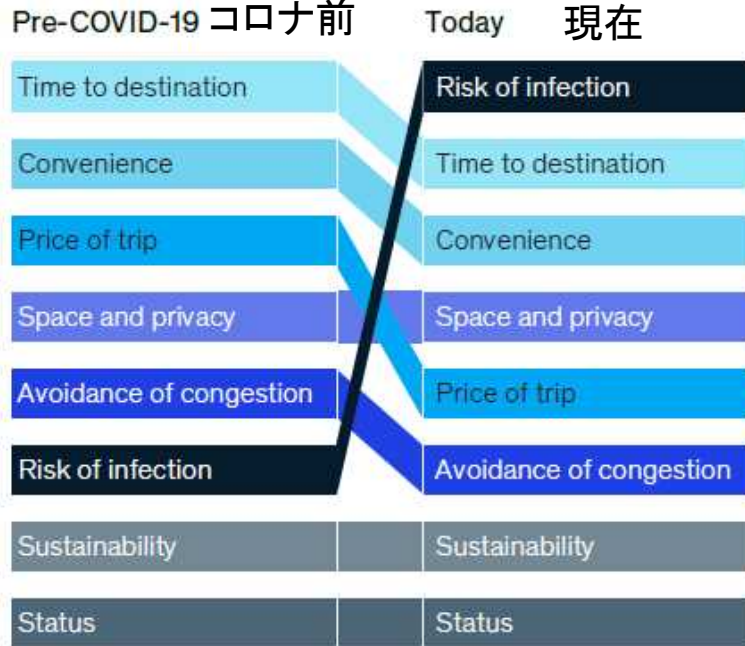 Pre-COVID-19 コロナ前
Today 現在
Time to destination
Convenience
Price of trip
Space and privacy
Avoidance of congestion
Risk of infection
Sustainability
Status
Risk of infection
Time to destination
Convenience
Space and privacy
Price of trip
Avoidance of congestion
Sustainability
Status